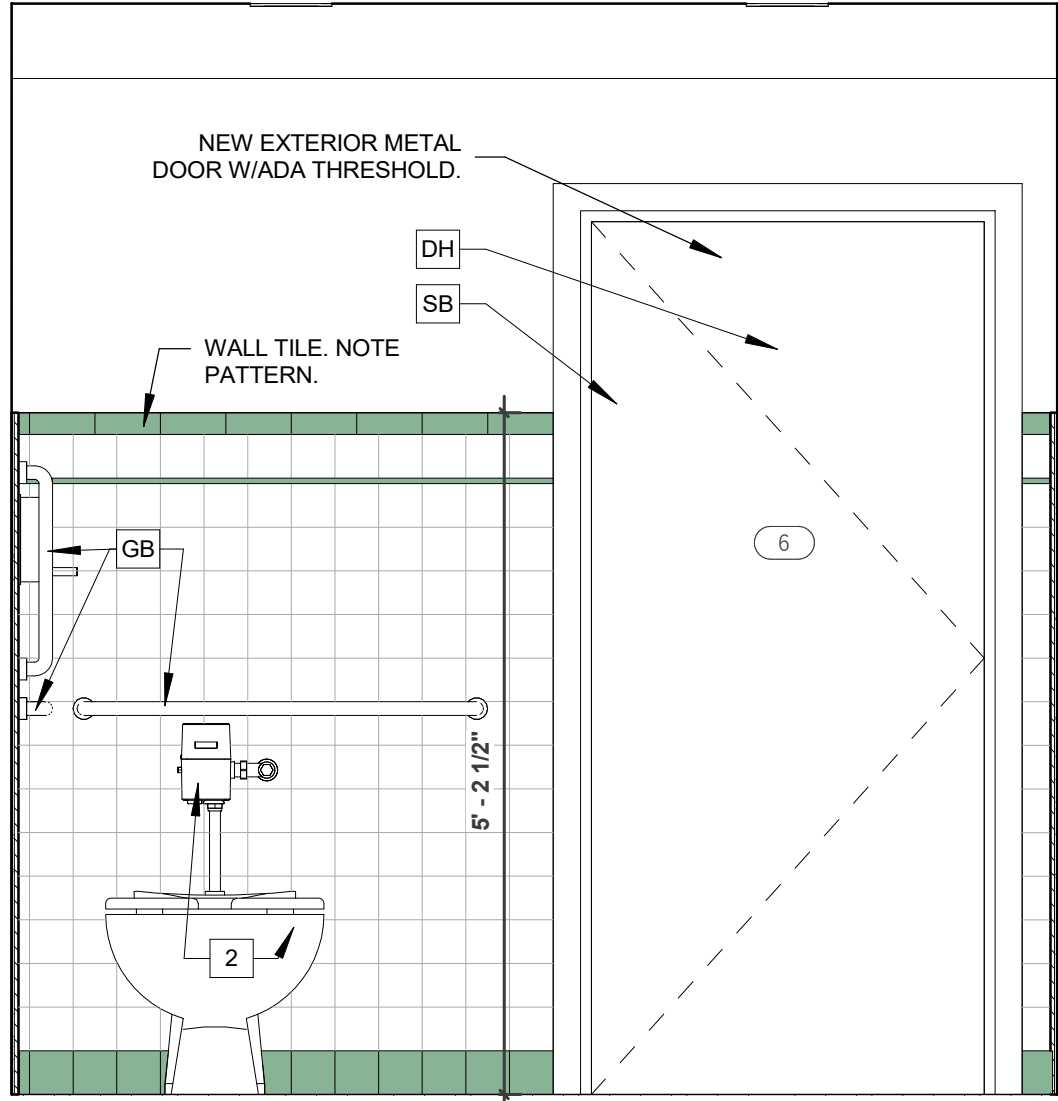 NEW EXTERIOR METAL
DOOR W/ADA THRESHOLD.
DH
SB
WALL TILE. NOTE
PATTERN.
GB
6
5' - 2 1/2"
2